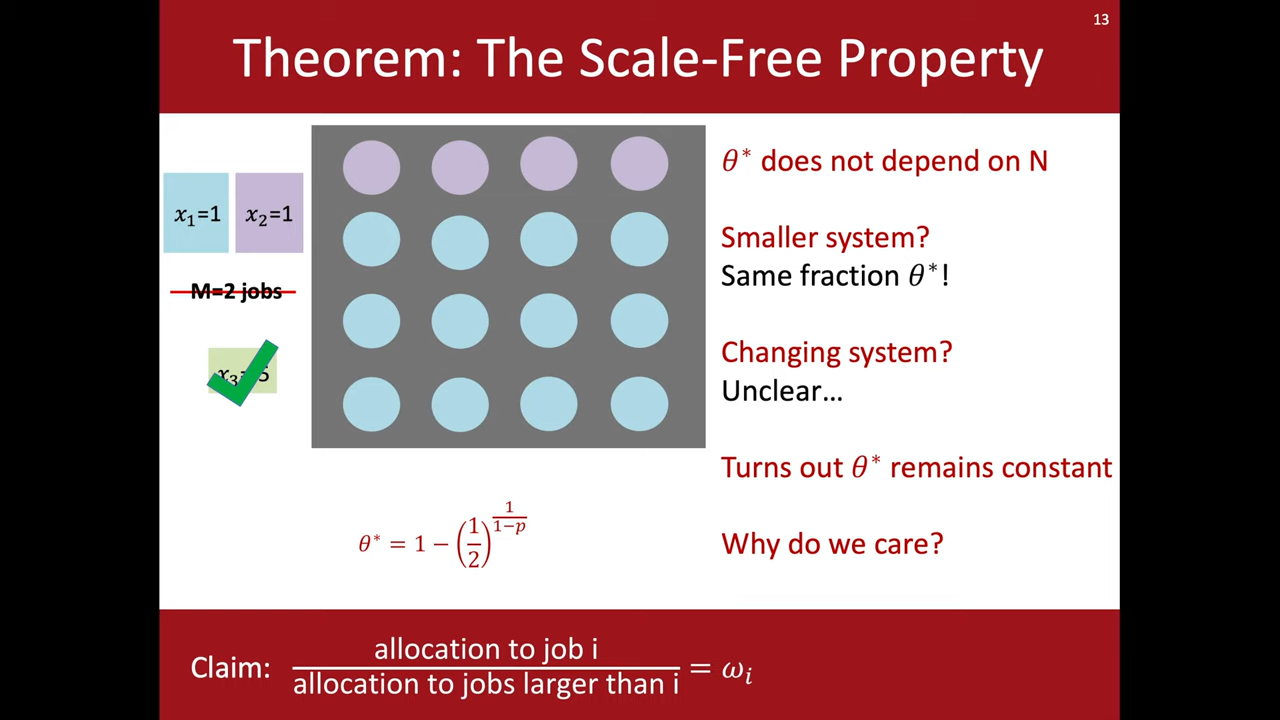 13
Theorem: The Scale-Free Property
x₁=1
x₂=1
M=2 jobs
x₃
5
θ* does not depend on N
Smaller system?
Same fraction θ*!
Changing system?
Unclear…
Turns out θ* remains constant
Why do we care?
θ* = 1 − (1/2)^(1/(1−p))
Claim: allocation to job i / allocation to jobs larger than i = ωᵢ